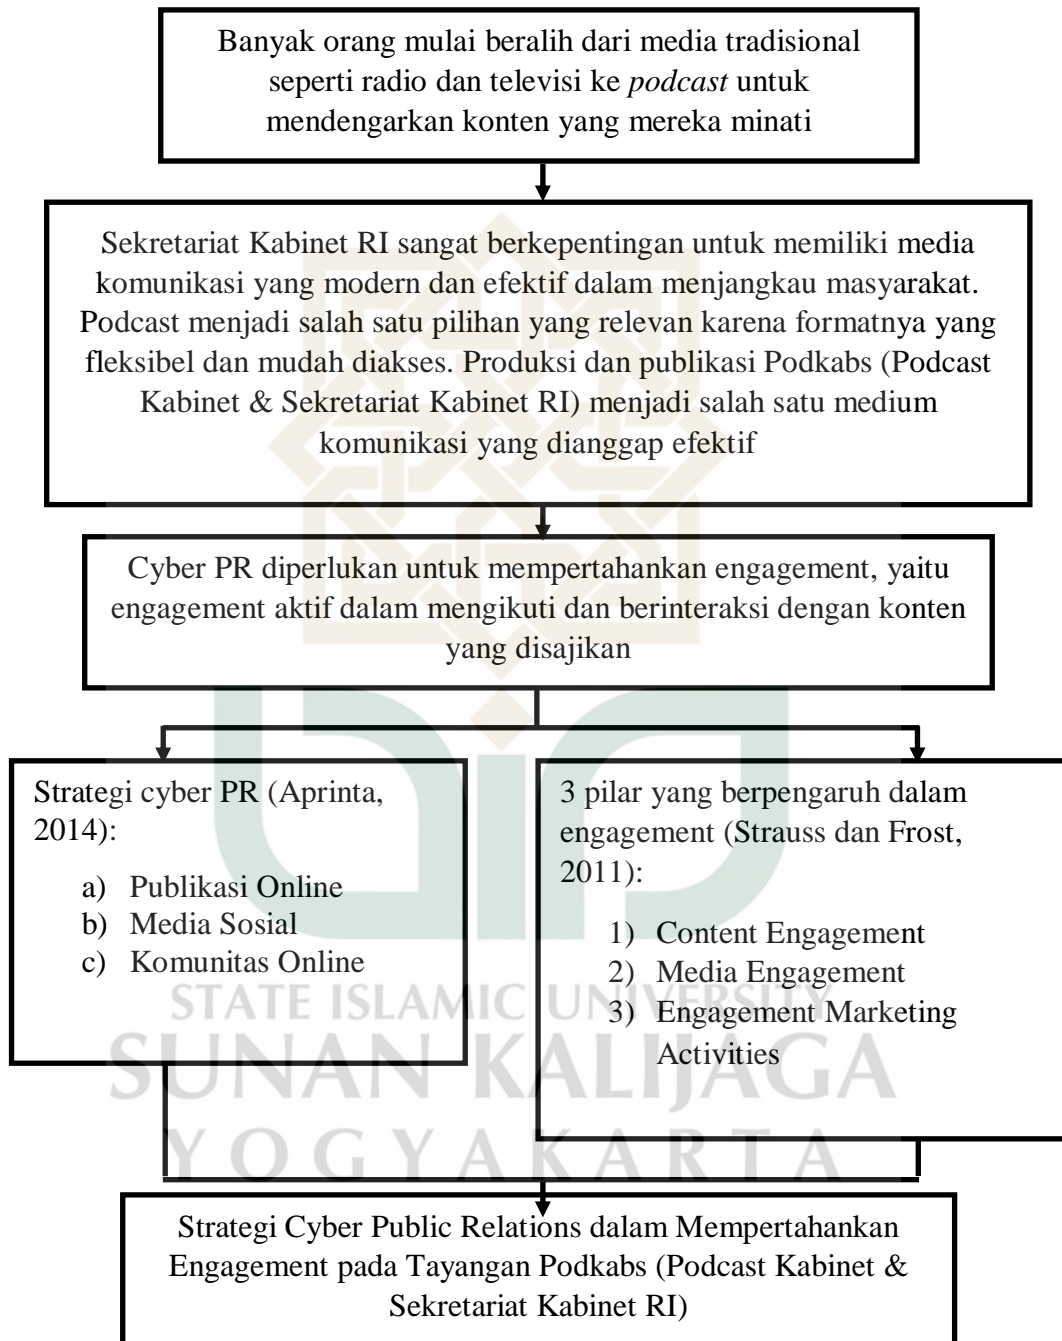 Banyak orang mulai beralih dari media tradisional
seperti radio dan televisi ke podcast untuk
mendengarkan konten yang mereka minati
Sekretariat Kabinet RI sangat berkepentingan untuk memiliki media
komunikasi yang modern dan efektif dalam menjangkau masyarakat.
Podcast menjadi salah satu pilihan yang relevan karena formatnya yang
fleksibel dan mudah diakses. Produksi dan publikasi Podkabs (Podcast
Kabinet & Sekretariat Kabinet RI) menjadi salah satu medium
komunikasi yang dianggap efektif
Cyber PR diperlukan untuk mempertahankan engagement, yaitu
engagement aktif dalam mengikuti dan berinteraksi dengan konten
yang disajikan
Strategi cyber PR (Aprinta,
2014):
a) Publikasi Online
b) Media Sosial
c) Komunitas Online
3 pilar yang berpengaruh dalam
engagement (Strauss dan Frost,
2011):
1) Content Engagement
2) Media Engagement
3) Engagement Marketing
Activities
STATE ISLAMIC UNIVERSITY
SUNAN KALIJAGA
YOGYAKARTA
Strategi Cyber Public Relations dalam Mempertahankan
Engagement pada Tayangan Podkabs (Podcast Kabinet &
Sekretariat Kabinet RI)